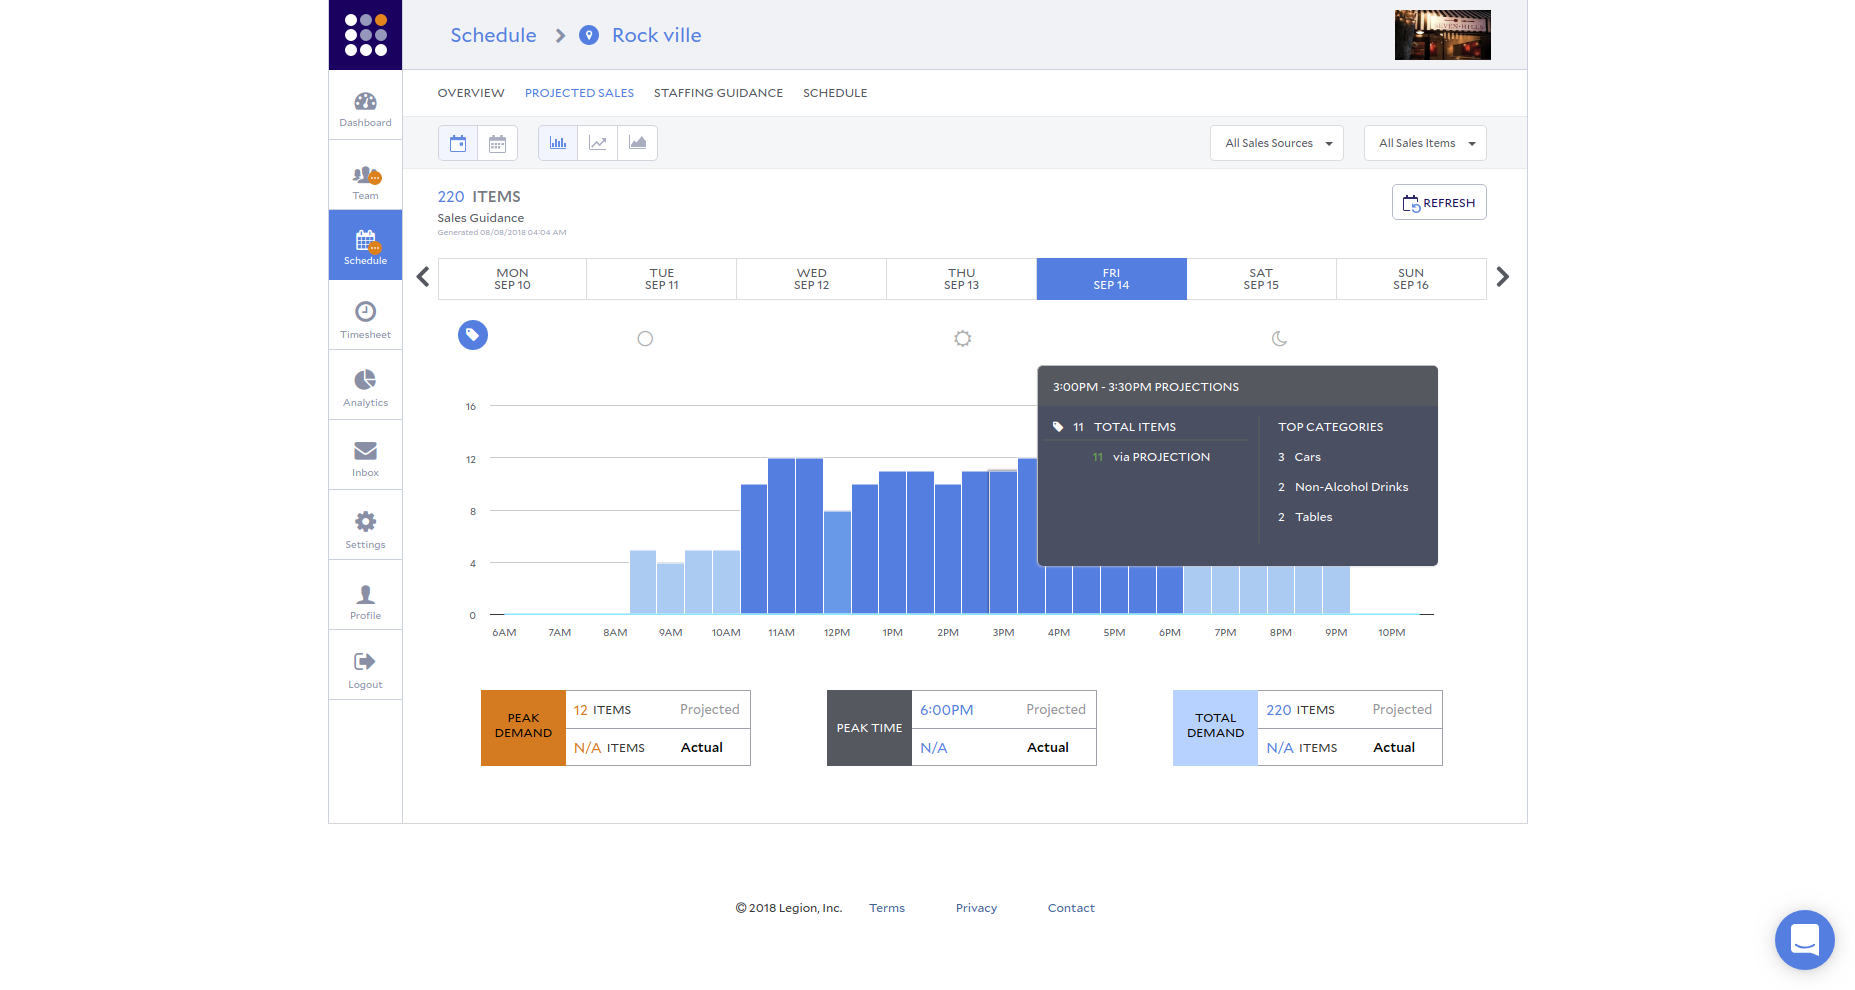 Schedule
Rock ville
SEVEN HILLS
OVERVIEW PROJECTED SALES STAFFING GUIDANCE SCHEDULE
Dashboard
Team
Schedule
Timesheet
Analytics
Inbox
Settings
Profile
Logout
All Sales Sources
All Sales Items
220 ITEMS
Sales Guidance
Generated 08/08/2018 04:04 AM
REFRESH
MON
SEP 10
TUE
SEP 11
WED
SEP 12
THU
SEP 13
FRI
SEP 14
SAT
SEP 15
SUN
SEP 16
3:00PM - 3:30PM PROJECTIONS
11 TOTAL ITEMS
11 via PROJECTION
TOP CATEGORIES
3 Cars
2 Non-Alcohol Drinks
2 Tables
16
12
8
4
0
6AM 7AM 8AM 9AM 10AM 11AM 12PM 1PM 2PM 3PM 4PM 5PM 6PM 7PM 8PM 9PM 10PM
PEAK
DEMAND
12 ITEMS Projected
N/A ITEMS Actual
PEAK TIME
6:00PM Projected
N/A Actual
TOTAL
DEMAND
220 ITEMS Projected
N/A ITEMS Actual
© 2018 Legion, Inc. Terms Privacy Contact